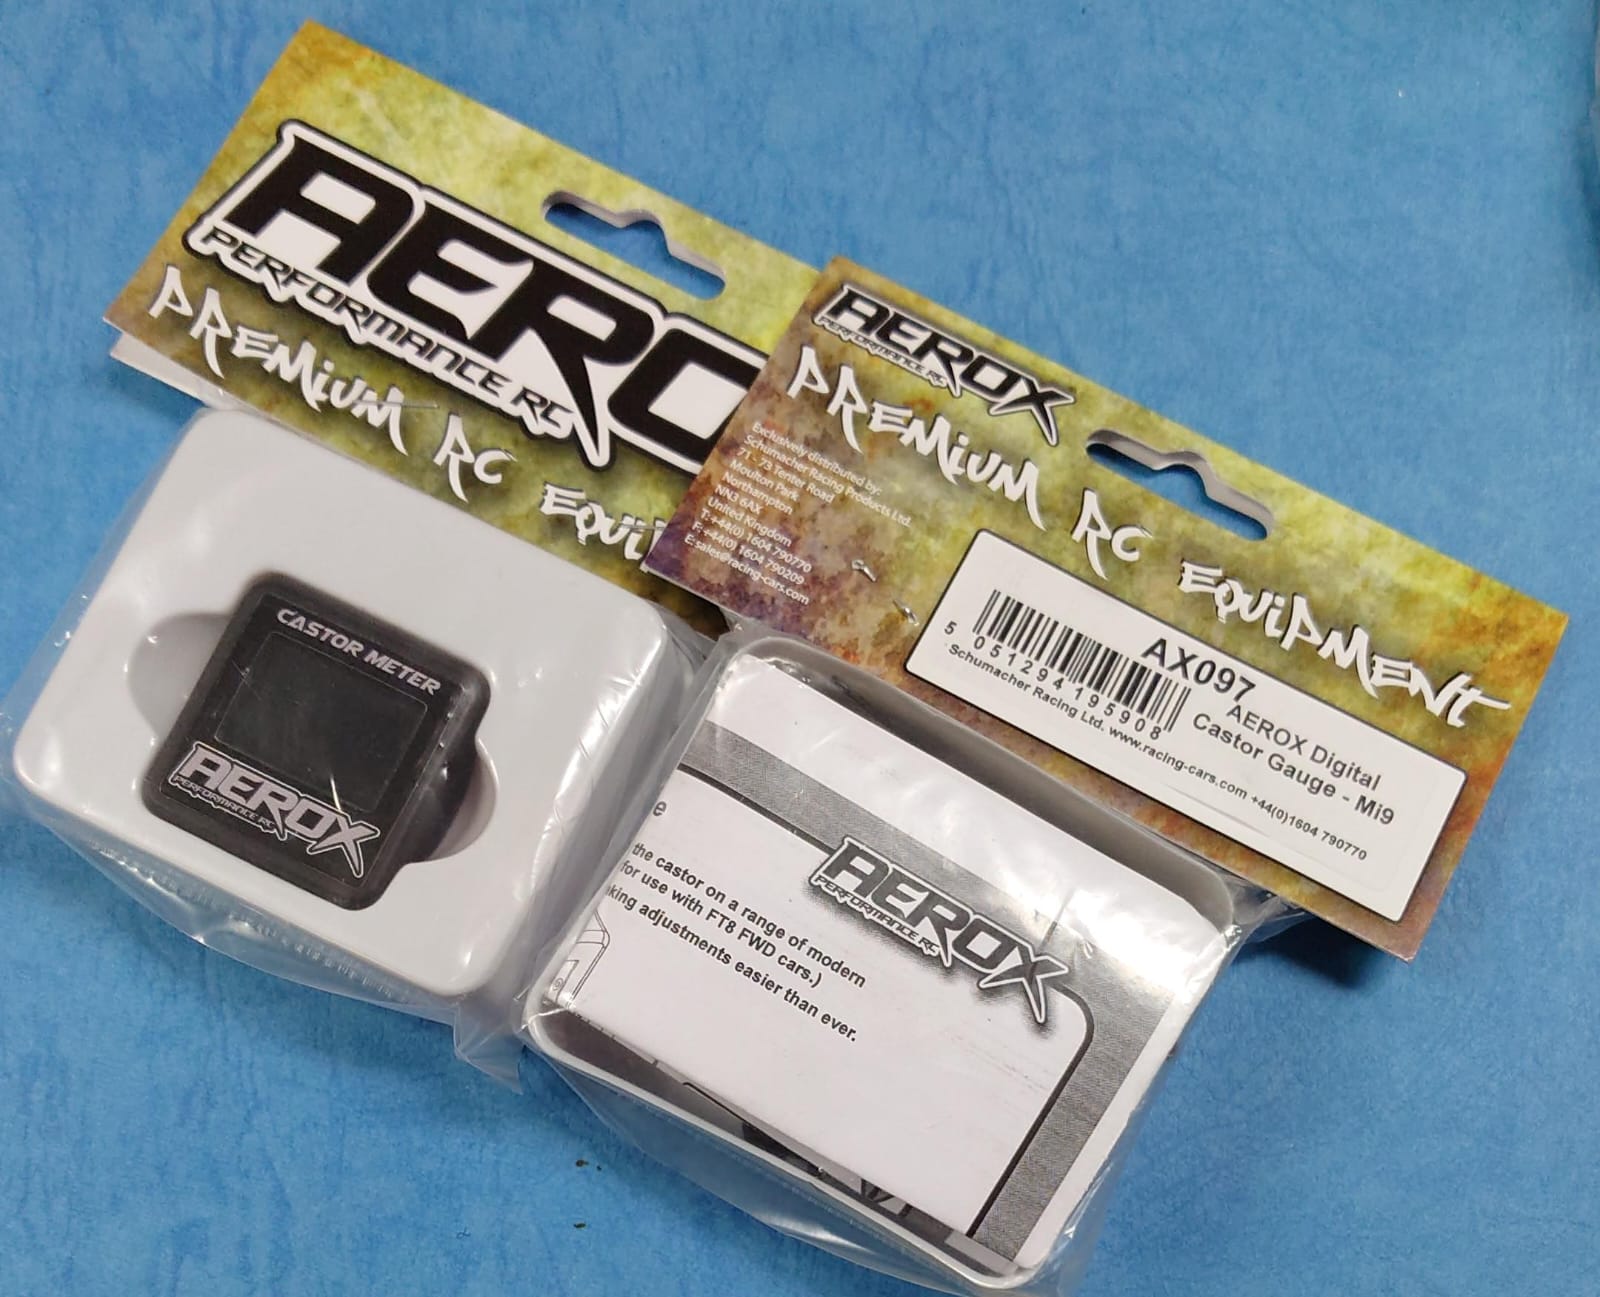 AERO
PERFORMANCE RC
PREMIUM RC EQUI
CASTOR METER
AEROX
PERFORMANCE RC
AEROX
PERFORMANCE RC
PREMIUM RC EQUIPMENT
Exclusively distributed by:
Schumacher Racing Products Ltd.
71 - 73 Tenter Road
Moulton Park
Northampton
NN3 6AX
United Kingdom
T: +44(0) 1604 790770
F: +44(0) 1604 790209
E:sales@racing-cars.com
AX097
5 051294 195908
AEROX Digital
Castor Gauge - Mi9
Schumacher Racing Ltd. www.racing-cars.com +44(0)1604 790770
e
AEROX
PERFORMANCE RC
the castor on a range of modern
for use with FT8 FWD cars.)
king adjustments easier than ever.